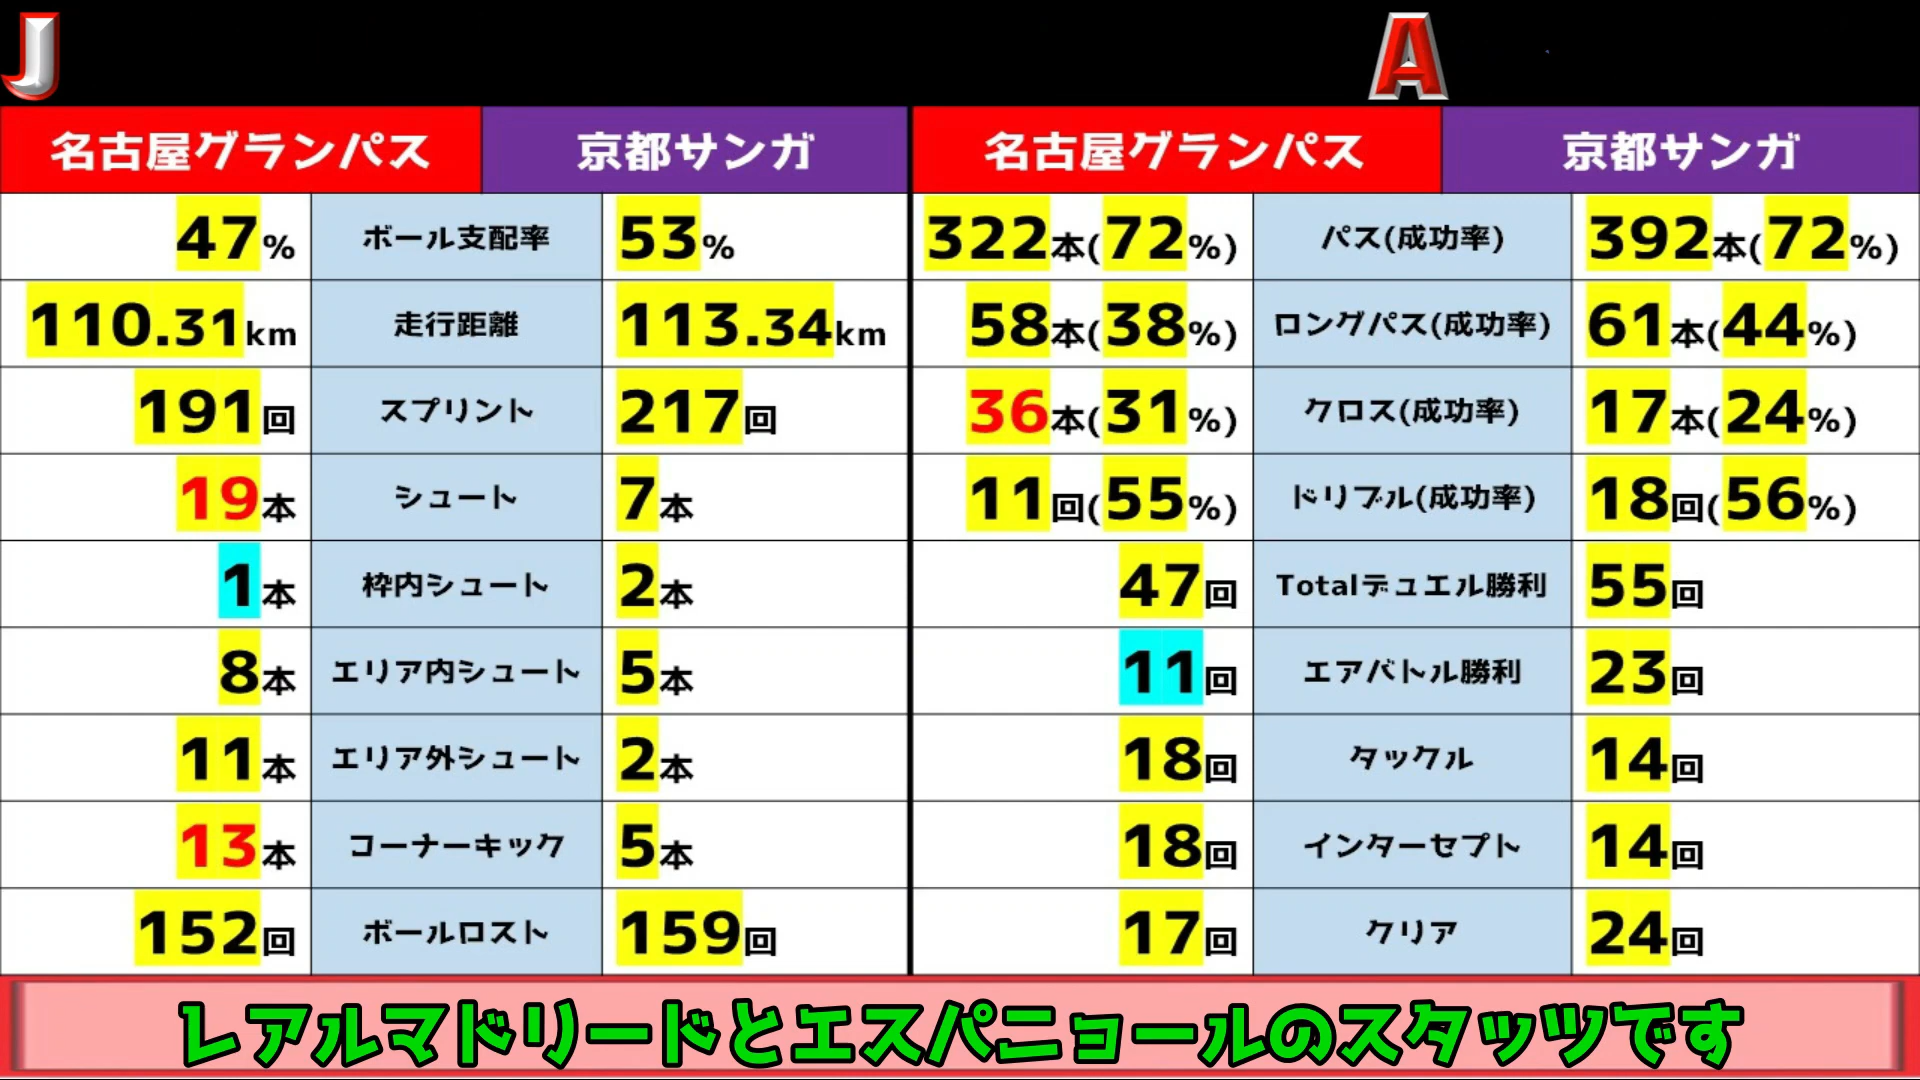 J
A
名古屋グランパス 京都サンガ 名古屋グランパス 京都サンガ
47% ボール支配率 53% 322本(72%) パス(成功率) 392本(72%)
110.31km 走行距離 113.34km 58本(38%) ロングパス(成功率) 61本(44%)
191回 スプリント 217回 36本(31%) クロス(成功率) 17本(24%)
19本 シュート 7本 11回(55%) ドリブル(成功率) 18回(56%)
1本 枠内シュート 2本 47回 Totalデュエル勝利 55回
8本 エリア内シュート 5本 11回 エアバトル勝利 23回
11本 エリア外シュート 2本 18回 タックル 14回
13本 コーナーキック 5本 18回 インターセプト 14回
152回 ボールロスト 159回 17回 クリア 24回
レアルマドリードとエスパニョールのスタッツです